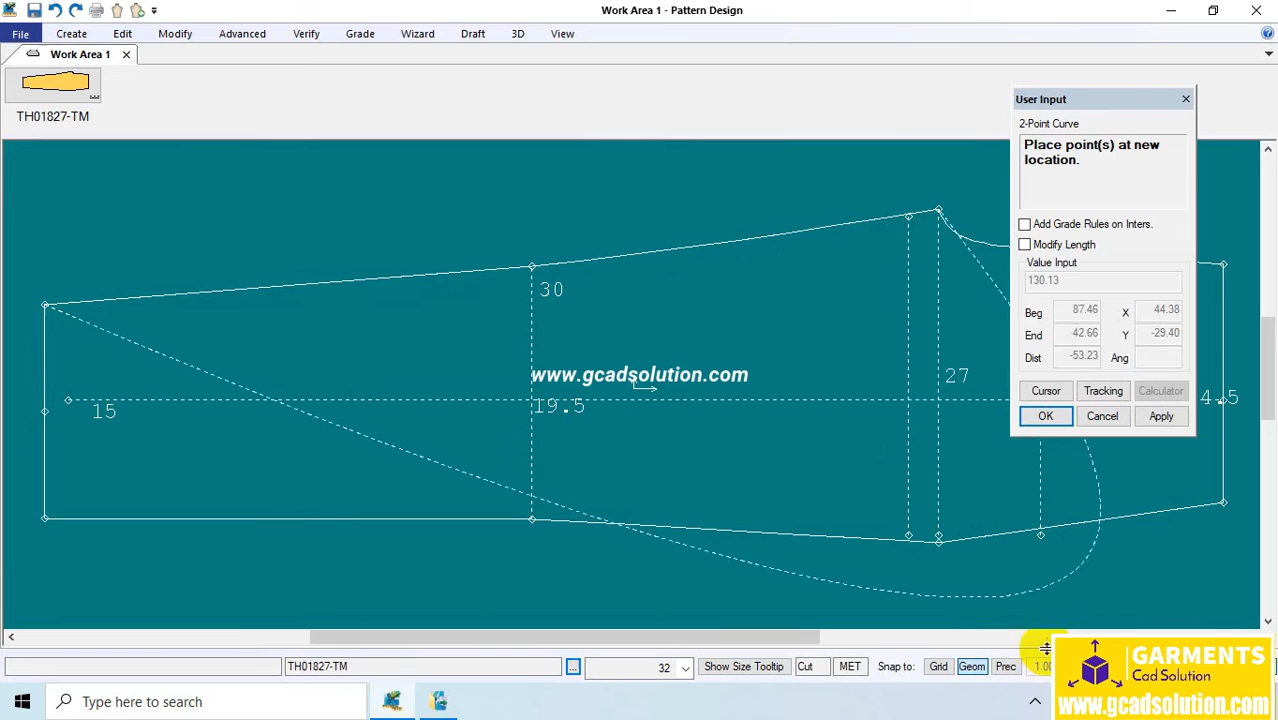 Work Area 1 - Pattern Design
File Create Edit Modify Advanced Verify Grade Wizard Draft 3D View
Work Area 1
TH01827-TM
User Input
2-Point Curve
Place point(s) at new
location.
Add Grade Rules on Inters.
Modify Length
Value Input
130.13
Beg 87.46 X 44.38
End 42.66 Y -29.40
Dist -53.23 Ang
Cursor Tracking Calculator
OK Cancel Apply
30
www.gcadsolution.com
27
4.5
19.5
15
TH01827-TM 32 Show Size Tooltip Cut MET Snap to: Grid Geom Prec 1.00
Type here to search
GARMENTS
Cad Solution
www.gcadsolution.com